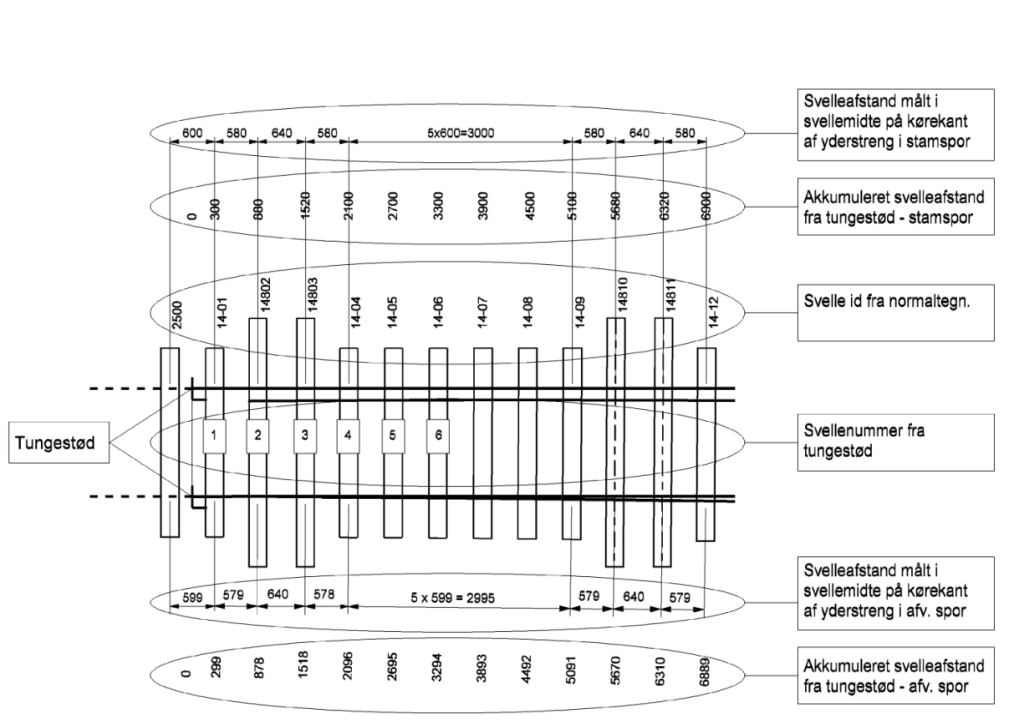 600 580 640 580 5x600=3000 580 640 580
Svelleafstand målt i
svellemidte på kørekant
af yderstreng i stamspor
0 300 880 1520 2100 2700 3300 3900 4500 5100 5680 6320 6900
Akkumuleret svelleafstand
fra tungestød - stamspor
2500 14-01 14802 14803 14-04 14-05 14-06 14-07 14-08 14-09 14810 14811 14-12
Svelle id fra normaltegn.
Tungestød
1 2 3 4 5 6
Svellenummer fra
tungestød
599 579 640 578 5 x 599 = 2995 579 640 579
Svelleafstand målt i
svellemidte på kørekant
af yderstreng i afv. spor
0 299 878 1518 2096 2695 3294 3893 4492 5091 5670 6310 6889
Akkumuleret svelleafstand
fra tungestød - afv. spor